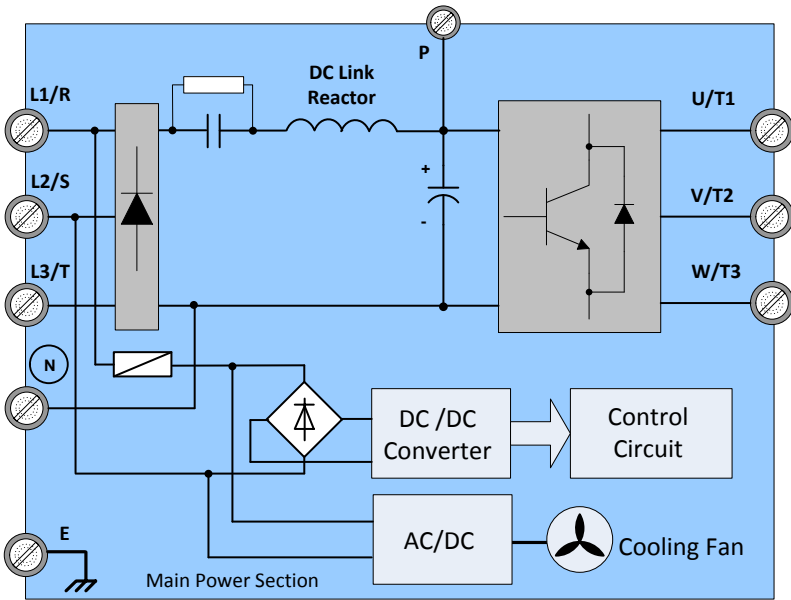 P
L1/R
DC Link
Reactor
U/T1
L2/S
+
-
V/T2
L3/T
W/T3
N
DC /DC
Converter
Control
Circuit
E
AC/DC
Cooling Fan
Main Power Section